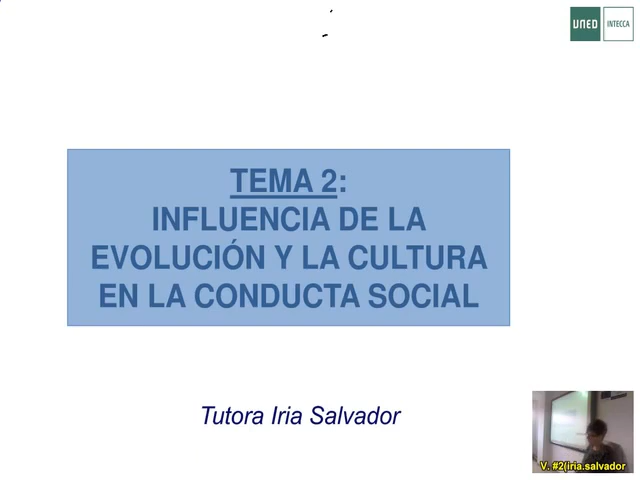 UNED
INTECCA
TEMA 2:
INFLUENCIA DE LA
EVOLUCIÓN Y LA CULTURA
EN LA CONDUCTA SOCIAL
Tutora Iria Salvador
V. #2(iria.salvador